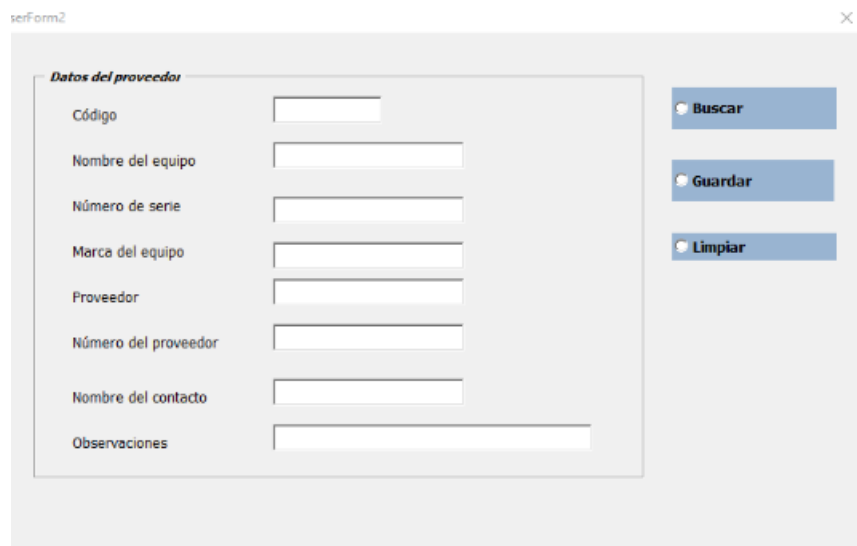 serForm2
Datos del proveedor
Código
Nombre del equipo
Número de serie
Marca del equipo
Proveedor
Número del proveedor
Nombre del contacto
Observaciones
Buscar
Guardar
Limpiar